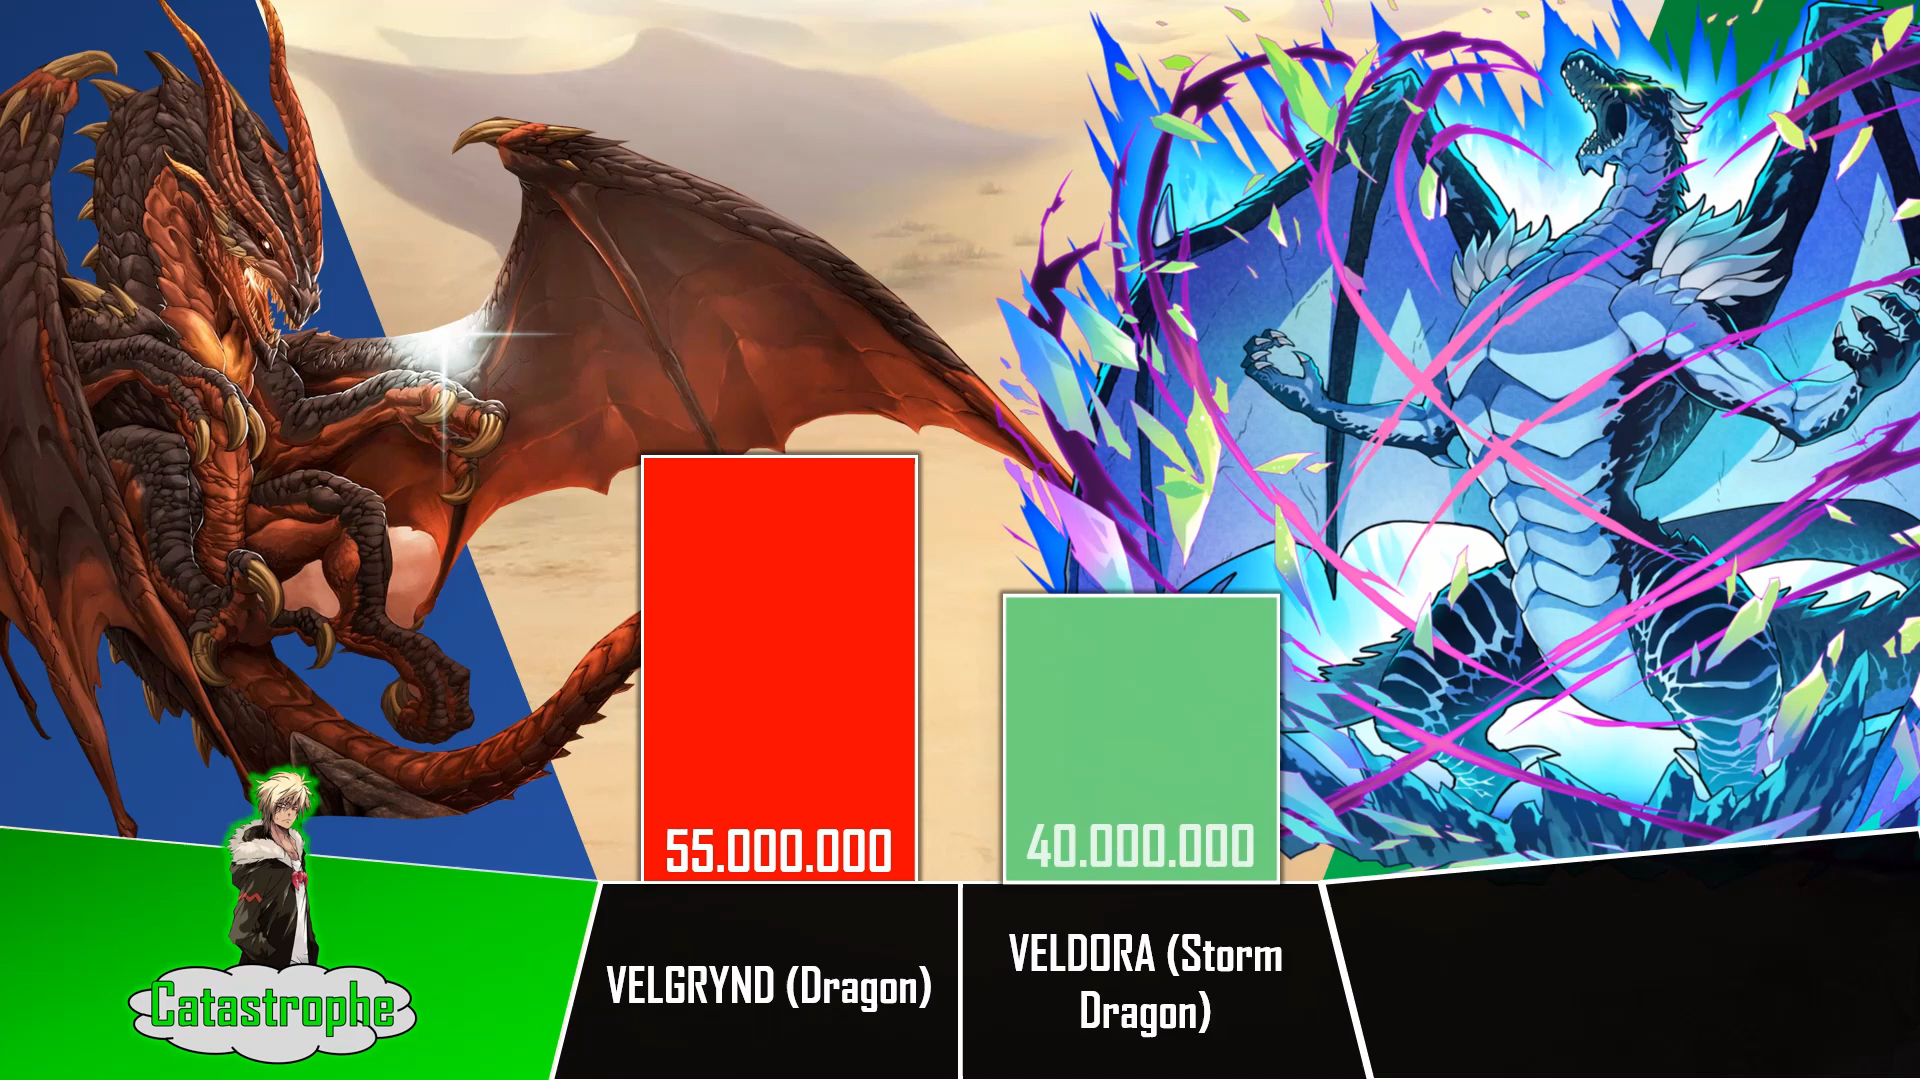 55.000.000
40.000.000
VELGRYND (Dragon)
VELDORA (Storm
Dragon)
Catastrophe